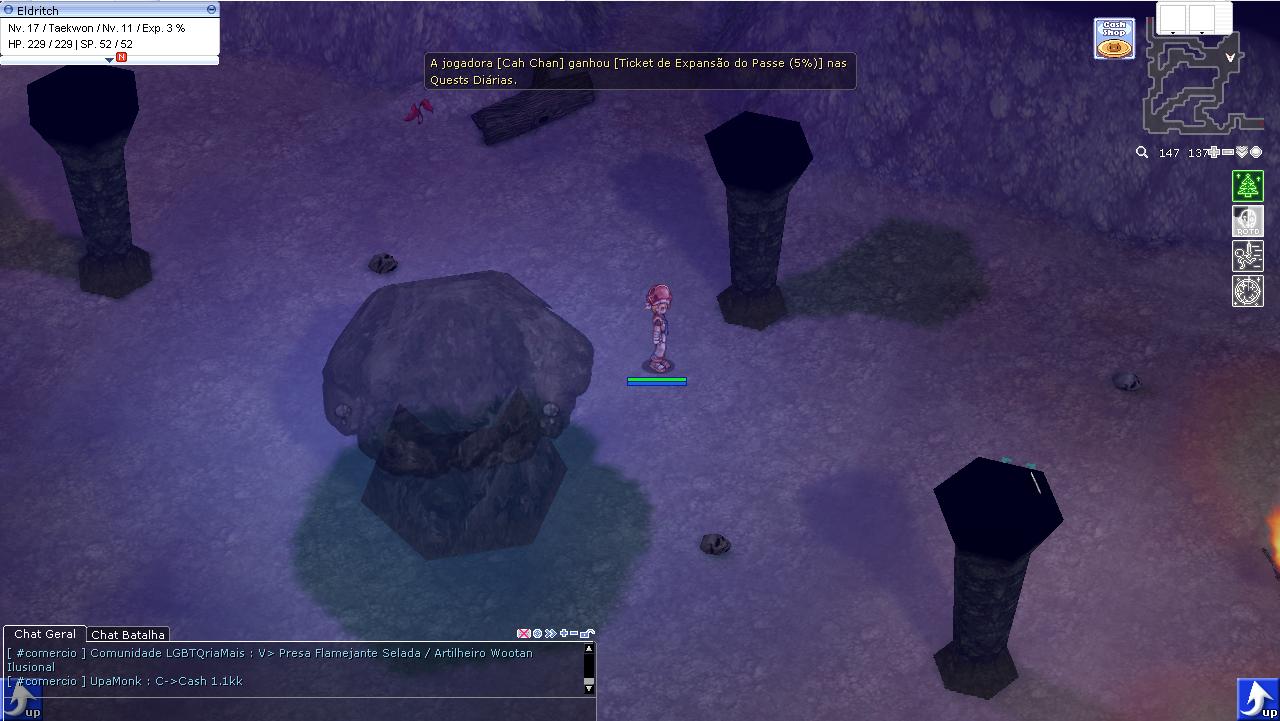 Eldritch
Nv. 17 / Taekwon / Nv. 11 / Exp. 3 %
HP. 229 / 229 | SP. 52 / 52
N
A jogadora [Cah Chan] ganhou [Ticket de Expansão do Passe (5%)] nas
Quests Diárias.
Cash
Shop
147 137
ROTD
Chat Geral
Chat Batalha
[ #comercio ] Comunidade LGBTQriaMais : V> Presa Flamejante Selada / Artilheiro Wootan
Ilusional
[ #comercio ] UpaMonk : C->Cash 1.1kk
up
up